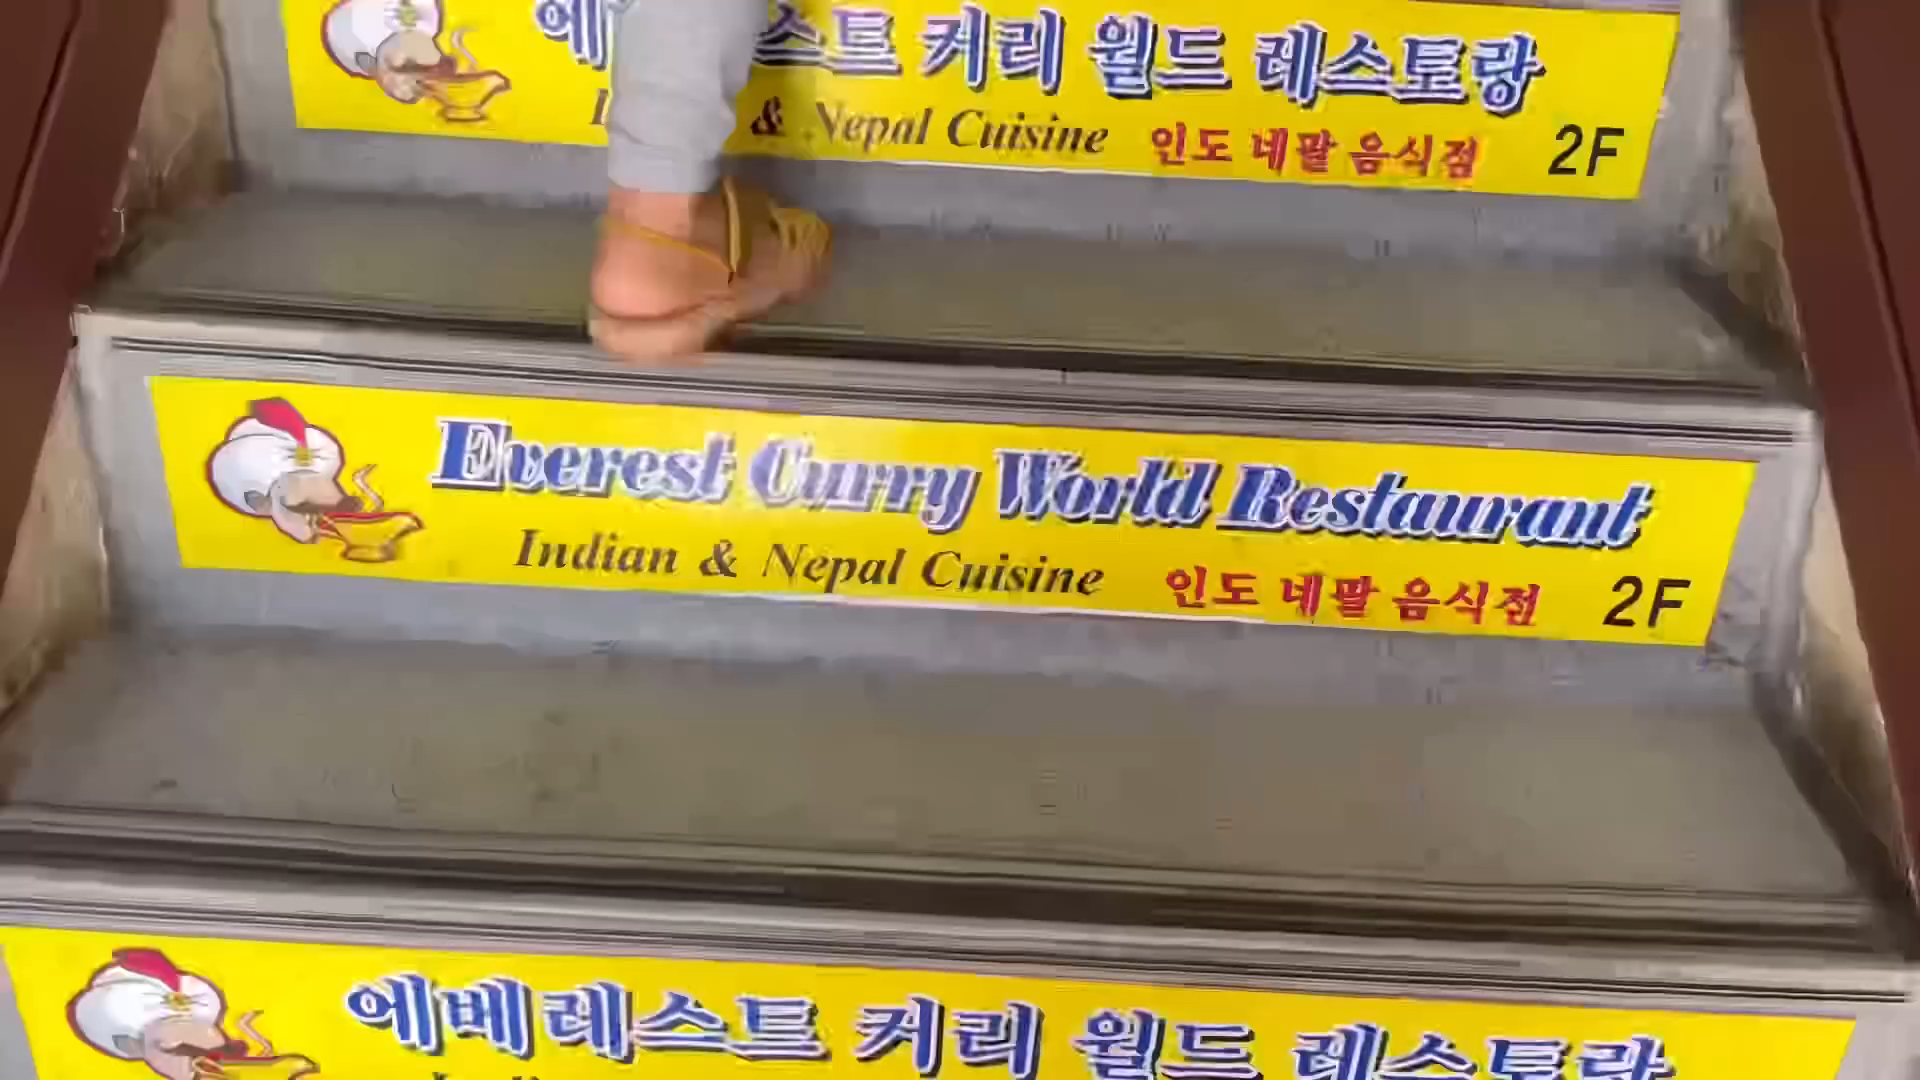 스트 커리 월드 레스토랑
& Nepal Cuisine 인도 네팔 음식점 2F
Everest Curry World Restaurant
Indian & Nepal Cuisine 인도 네팔 음식점 2F
에베레스트 커리 월드 레스토랑